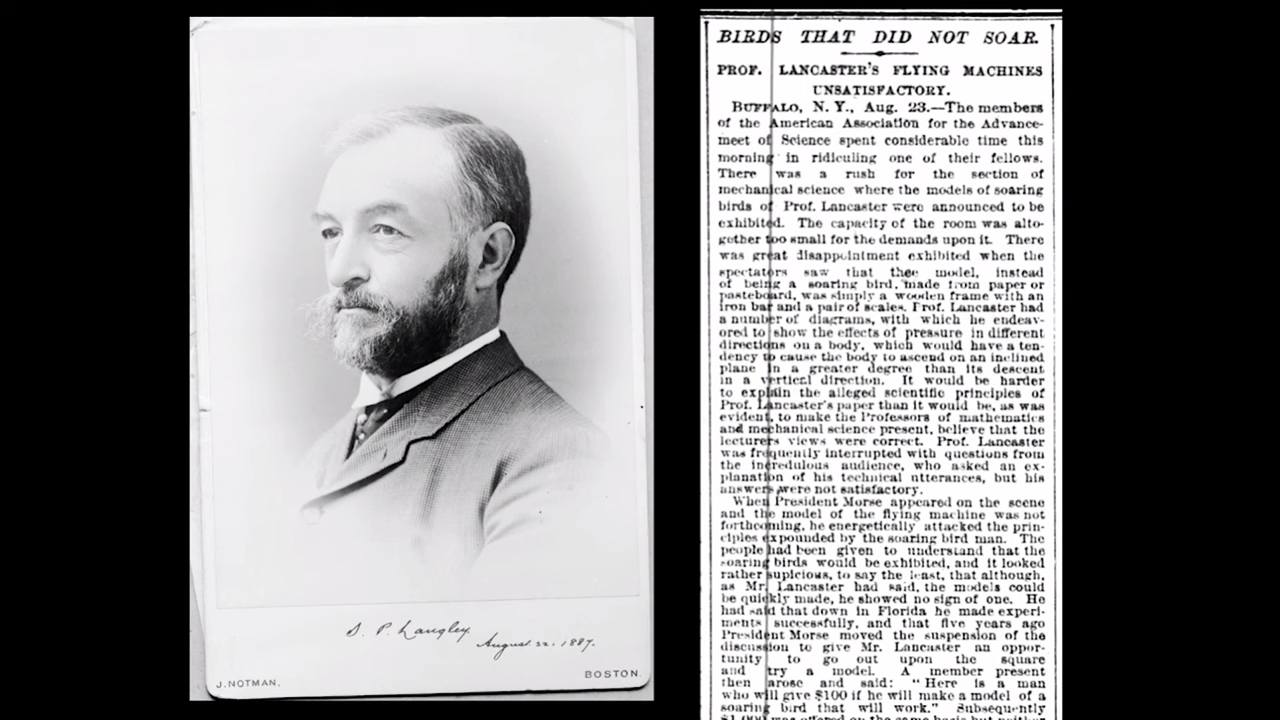 S. P. Langley
August 22. 1887.
J. NOTMAN,
BOSTON.
BIRDS THAT DID NOT SOAR.
PROF. LANCASTER'S FLYING MACHINES
UNSATISFACTORY.
BUFFALO, N. Y., Aug. 23.—The members
of the American Association for the Advance-
meet of Science spent considerable time this
morning in ridiculing one of their fellows.
There was a rush for the section of
mechanical science where the models of soaring
birds of Prof. Lancaster were announced to be
exhibited. The capacity of the room was alto-
gether too small for the demands upon it. There
was great disappointment exhibited when the
spectators saw that thee model, instead
of being a soaring bird, made from paper or
pasteboard, was simply a wooden frame with an
iron bar and a pair of scales. Prof. Lancaster had
a number of diagrams, with which he endeav-
ored to show the effects of pressure in different
directions on a body, which would have a ten-
dency to cause the body to ascend on an inclined
plane in a greater degree than its descent
in a vertical direction. It would be harder
to explain the alleged scientific principles of
Prof. Lancaster's paper than it would be, as was
evident, to make the Professors of mathematics
and mechanical science present, believe that the
lecturers views were correct. Prof. Lancaster
was frequently interrupted with questions from
the incredulous audience, who asked an ex-
planation of his technical utterances, but his
answers were not satisfactory.
When President Morse appeared on the scene
and the model of the flying machine was not
forthcoming, he energetically attacked the prin-
ciples expounded by the soaring bird man. The
people had been given to understand that the
soaring birds would be exhibited, and it looked
rather supicious, to say the least, that although,
as Mr. Lancaster had said, the models could
be quickly made, he showed no sign of one. He
had said that down in Florida he made experi-
ments successfully, and that five years ago
President Morse moved the suspension of the
discussion to give Mr. Lancaster an oppor-
tunity to go out upon the square
and try a model. A member present
then arose and said: "Here is a man
who will give $100 if he will make a model of a
soaring bird that will work." Subsequently
$1,000 was offered on the same basis but neither